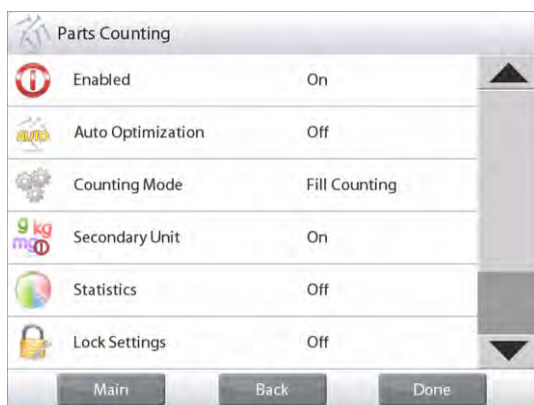 Parts Counting
Enabled On
AUTO
Auto Optimization Off
Counting Mode Fill Counting
g kg
mg
Secondary Unit On
Statistics Off
Lock Settings Off
Main Back Done